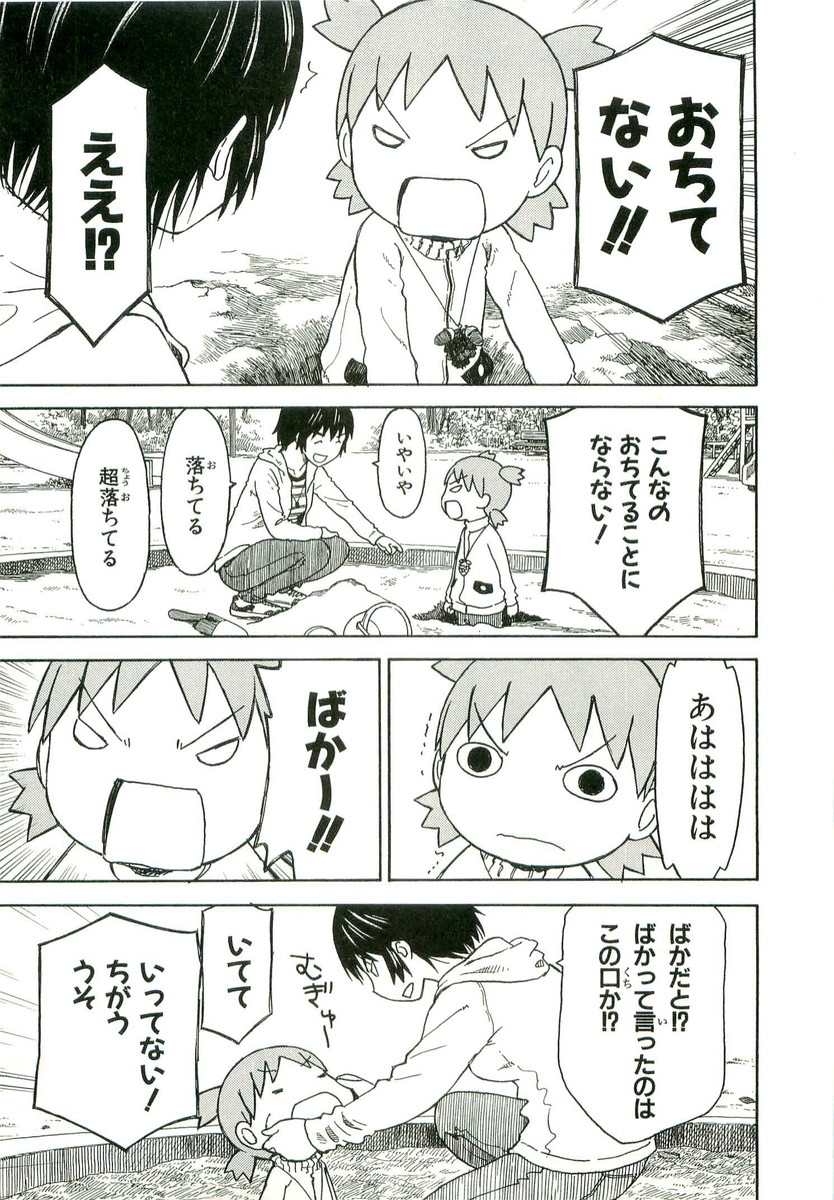 おちて
ない!!
ええ!?
こんなの
おちてることに
ならない!
いやいや
落ちてる
超落ちてる
あはははは
ばかー!!
ばかだと!?
ばかって言ったのは
この口か!?
むぎゅー
いてて
いってない!
ちがう
うそ